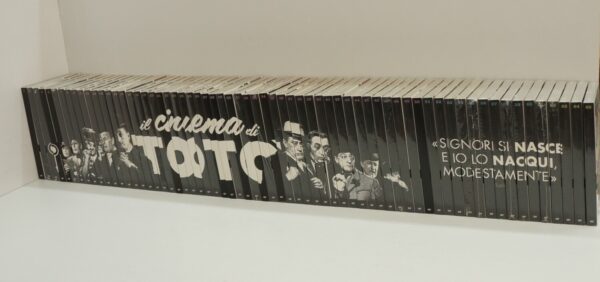 il cinema di
TOTÒ
«SIGNORI SI NASCE
E IO LO NACQUI,
MODESTAMENTE»